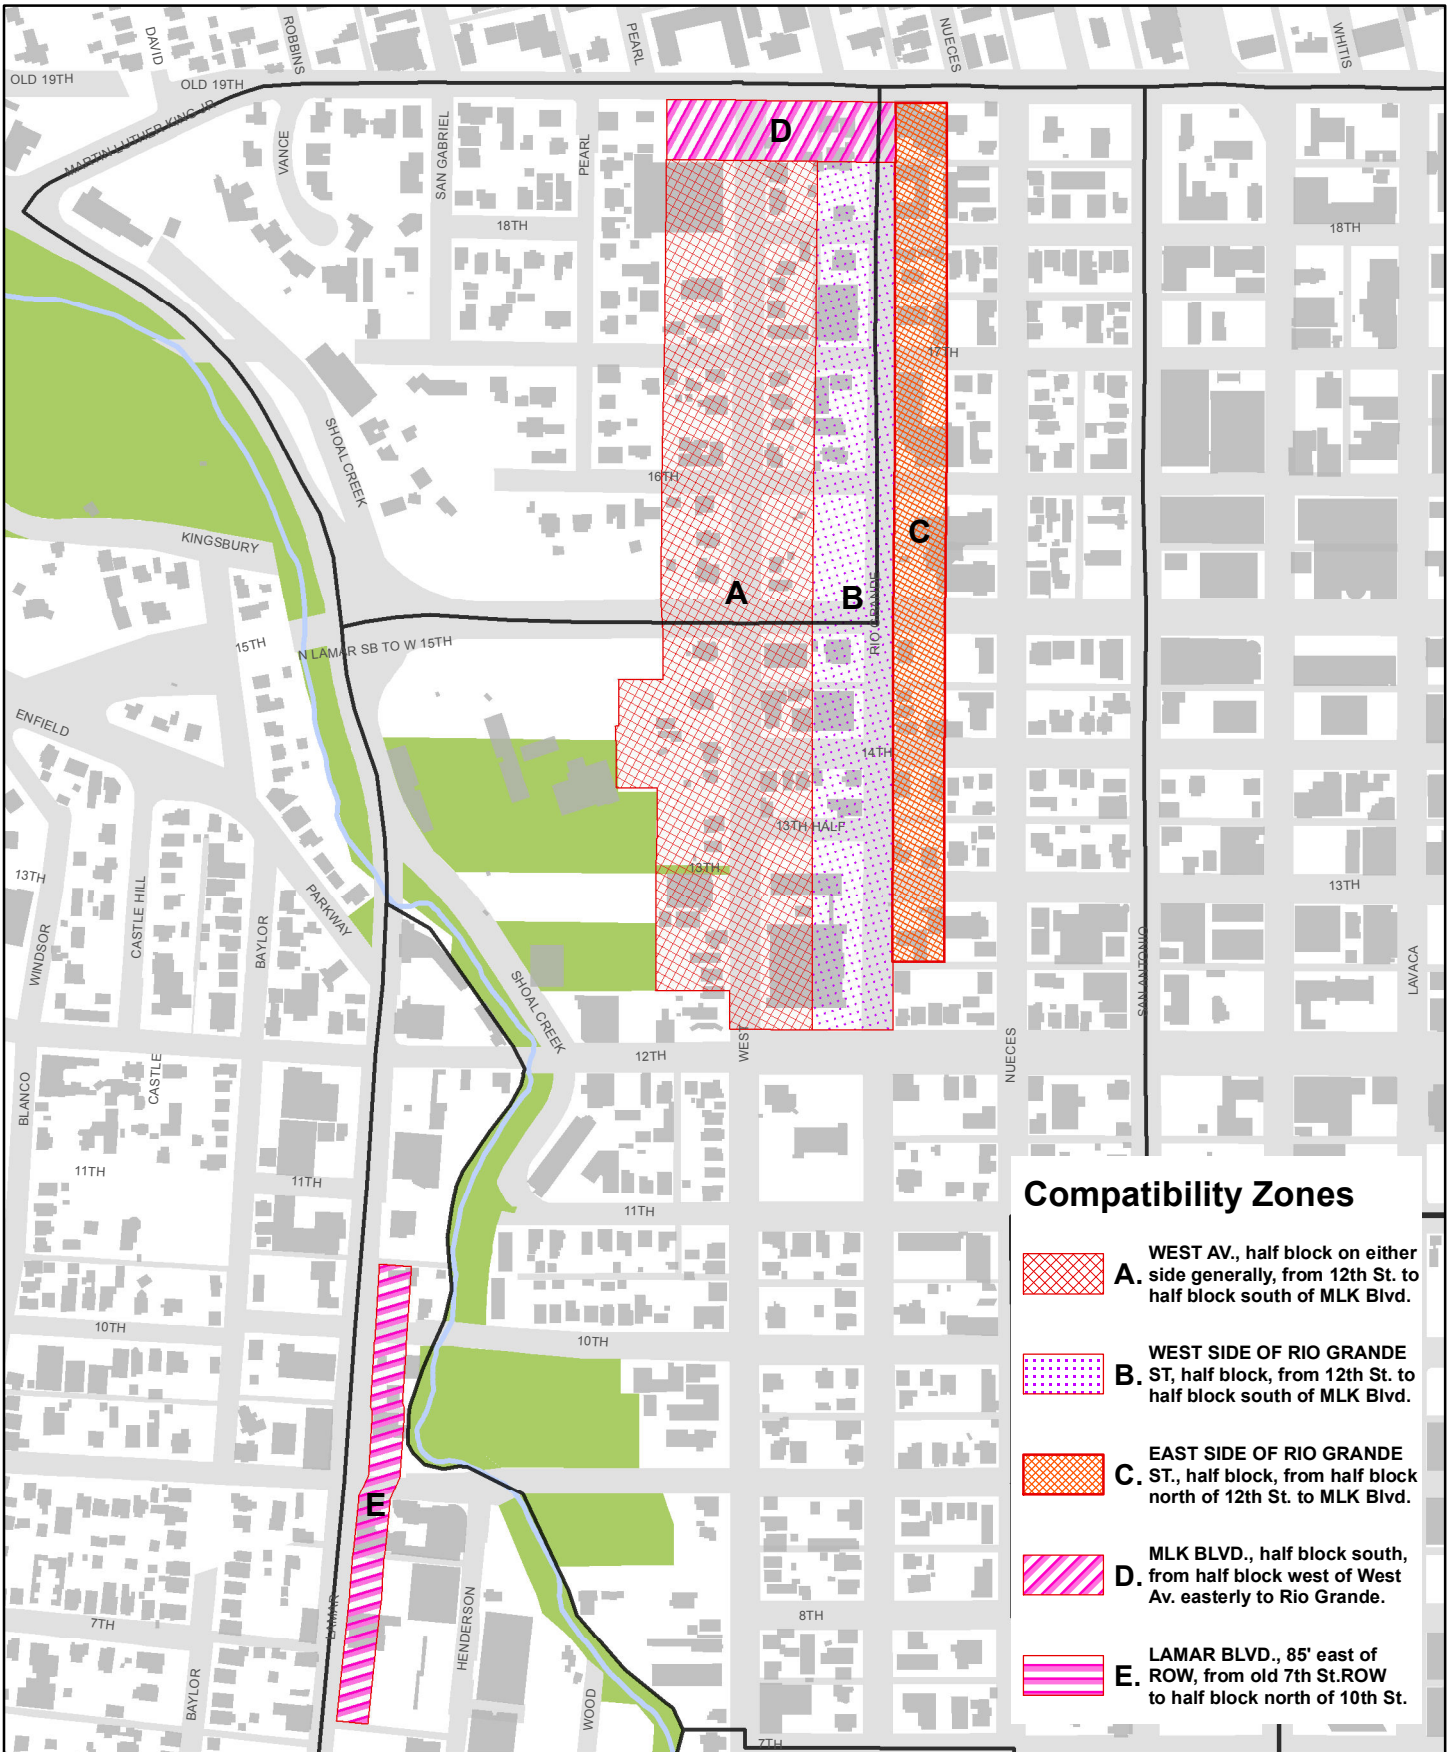 DAVID
ROBBINS
PEARL
NUECES
WHITIS
OLD 19TH
OLD 19TH
MARTIN LUTHER KING JR
VANCE
SAN GABRIEL
PEARL
D
18TH
18TH
17TH
SHOAL CREEK
16TH
KINGSBURY
C
A
B
RIO GRANDE
15TH
N LAMAR SB TO W 15TH
ENFIELD
14TH
13TH HALF
13TH
13TH
13TH
CASTLE HILL
PARKWAY
BAYLOR
WINDSOR
SHOAL CREEK
SAN ANTONIO
LAVACA
WEST
12TH
NUECES
BLANCO
CASTLE
11TH
11TH
11TH
10TH
10TH
E
LAMAR
HENDERSON
8TH
7TH
BAYLOR
WOOD
7TH
Compatibility Zones
A. WEST AV., half block on either
side generally, from 12th St. to
half block south of MLK Blvd.
B. WEST SIDE OF RIO GRANDE
ST, half block, from 12th St. to
half block south of MLK Blvd.
C. EAST SIDE OF RIO GRANDE
ST., half block, from half block
north of 12th St. to MLK Blvd.
D. MLK BLVD., half block south,
from half block west of West
Av. easterly to Rio Grande.
E. LAMAR BLVD., 85' east of
ROW, from old 7th St.ROW
to half block north of 10th St.